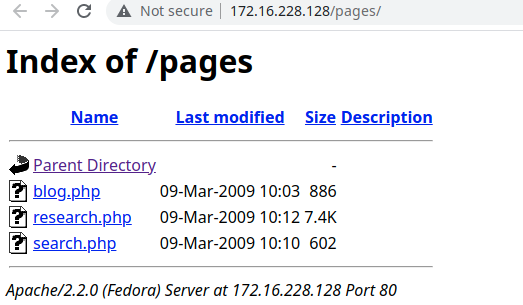 Not secure | 172.16.228.128/pages/
Index of /pages
Name Last modified Size Description
Parent Directory -
blog.php 09-Mar-2009 10:03 886
research.php 09-Mar-2009 10:12 7.4K
search.php 09-Mar-2009 10:10 602
Apache/2.2.0 (Fedora) Server at 172.16.228.128 Port 80